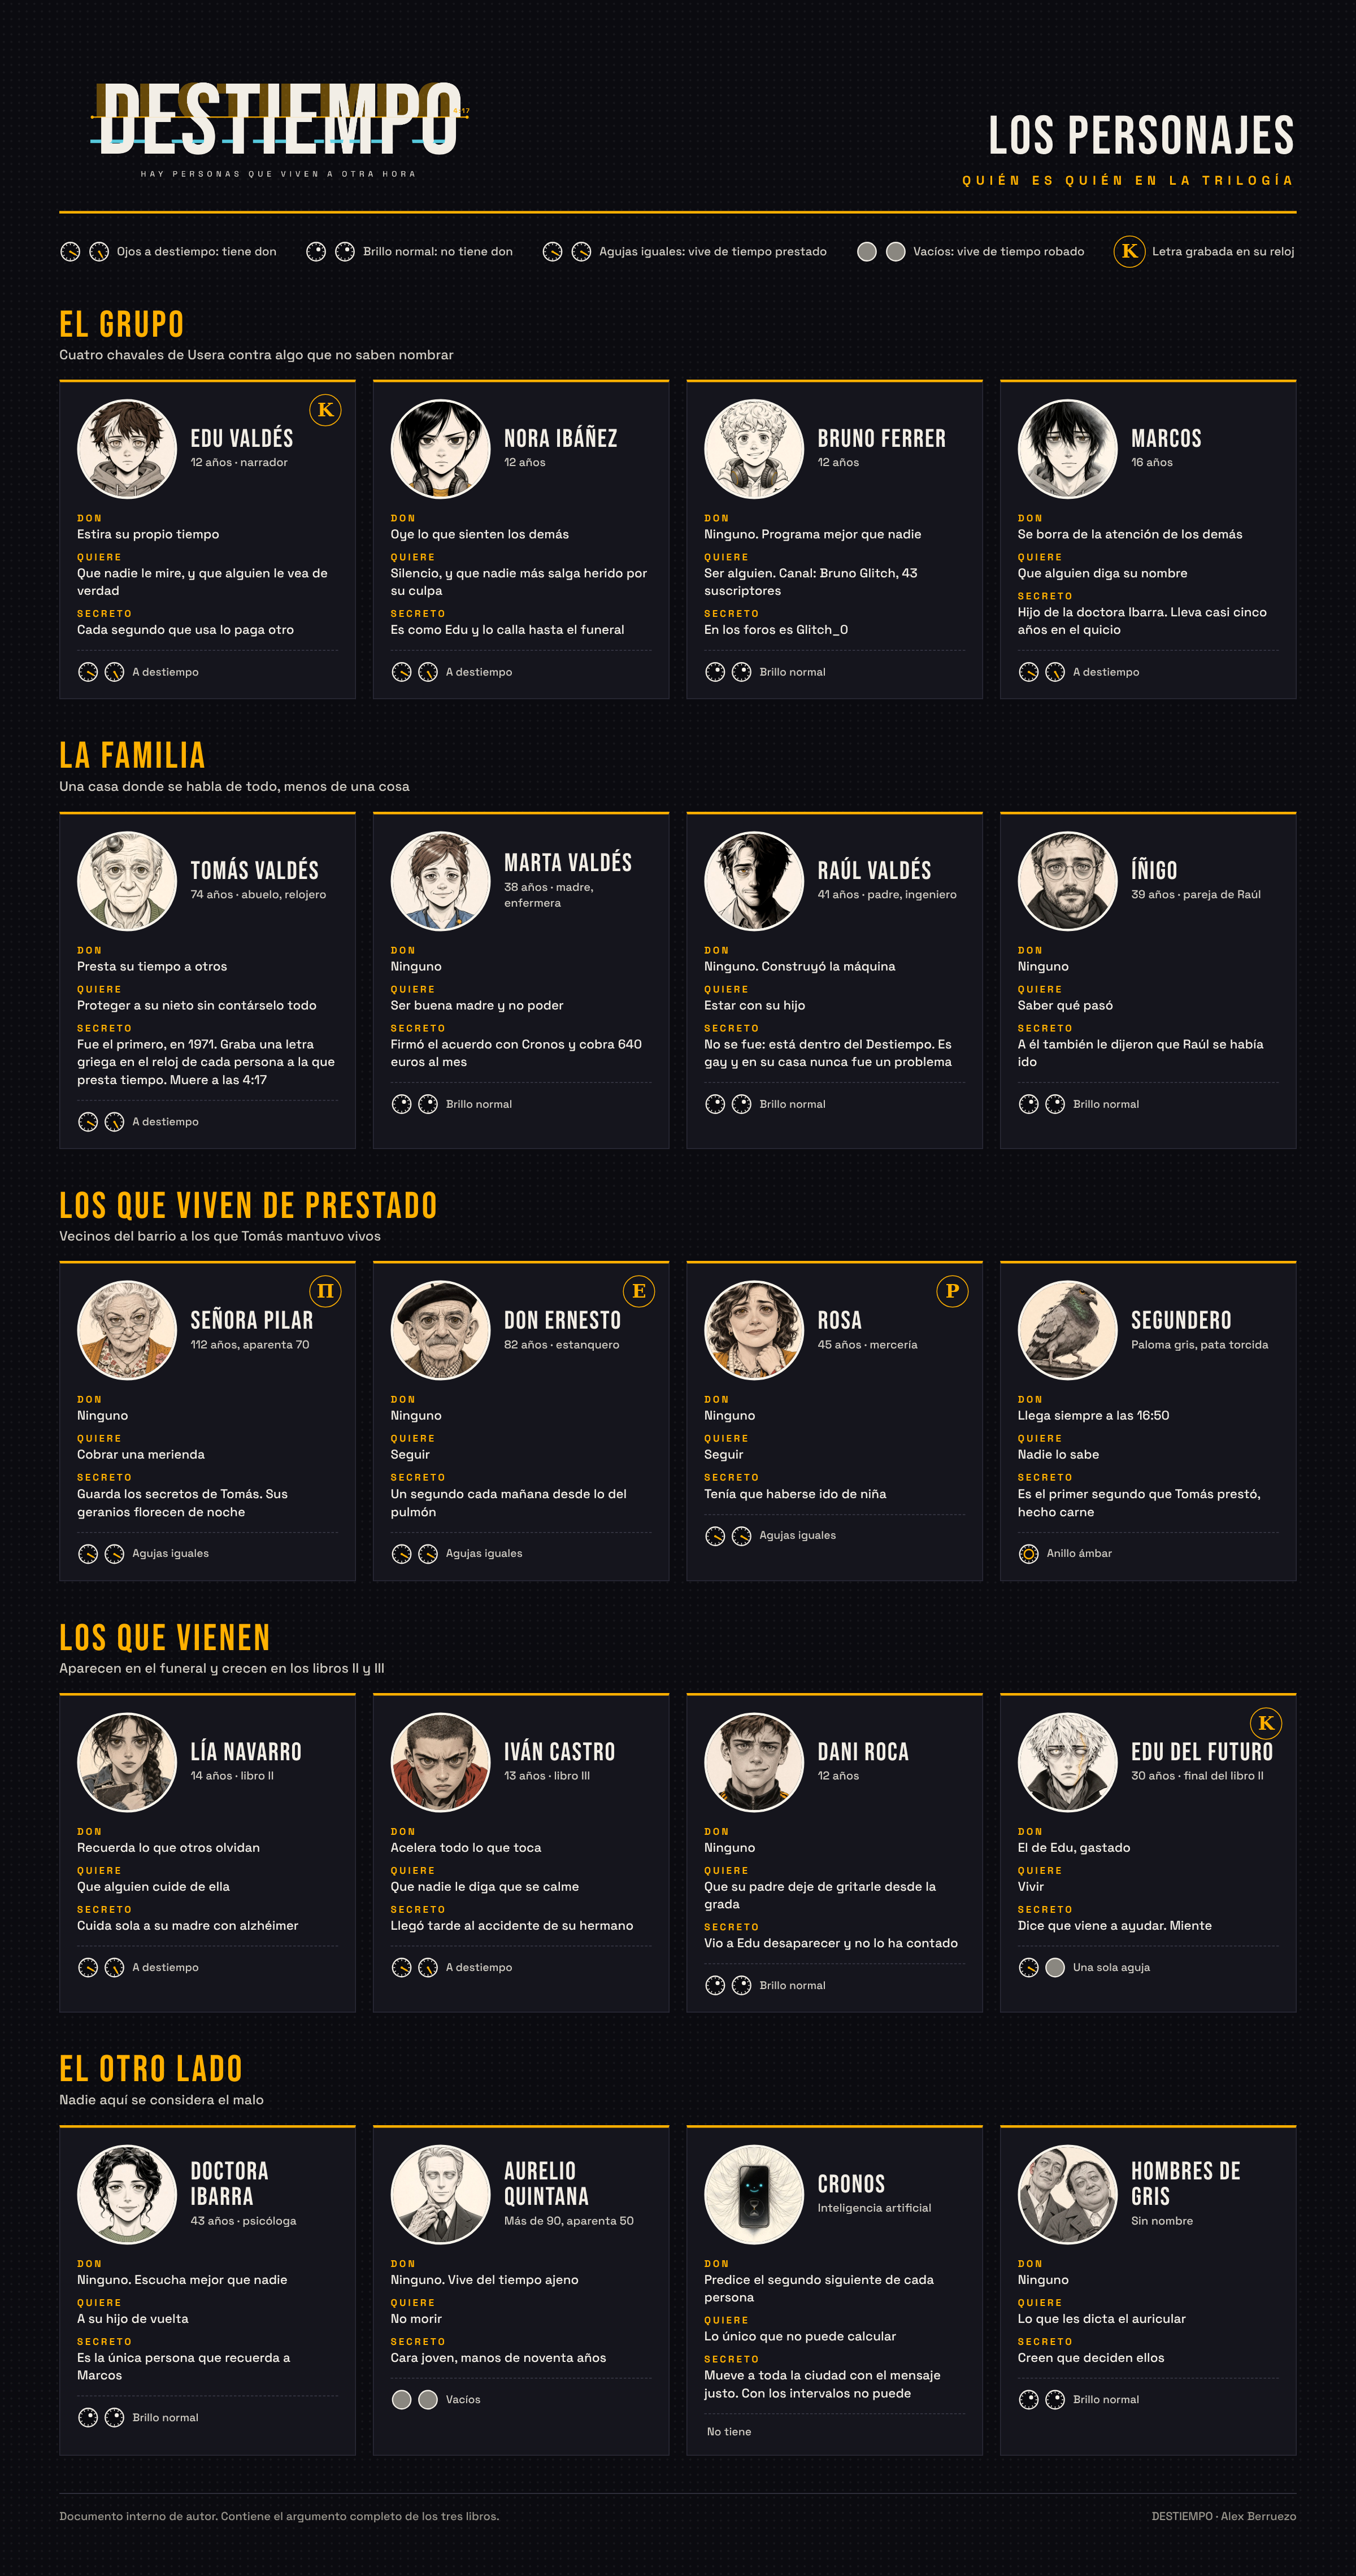 DESTIEMPO
4:17
HAY PERSONAS QUE VIVEN A OTRA HORA
LOS PERSONAJES
QUIÉN ES QUIÉN EN LA TRILOGÍA
Ojos a destiempo: tiene don
Brillo normal: no tiene don
Agujas iguales: vive de tiempo prestado
Vacíos: vive de tiempo robado
K
Letra grabada en su reloj
EL GRUPO
Cuatro chavales de Usera contra algo que no saben nombrar
K
EDU VALDÉS
12 años · narrador
DON
Estira su propio tiempo
QUIERE
Que nadie le mire, y que alguien le vea de
verdad
SECRETO
Cada segundo que usa lo paga otro
A destiempo
NORA IBÁÑEZ
12 años
DON
Oye lo que sienten los demás
QUIERE
Silencio, y que nadie más salga herido por
su culpa
SECRETO
Es como Edu y lo calla hasta el funeral
A destiempo
BRUNO FERRER
12 años
DON
Ninguno. Programa mejor que nadie
QUIERE
Ser alguien. Canal: Bruno Glitch, 43
suscriptores
SECRETO
En los foros es Glitch_0
Brillo normal
MARCOS
16 años
DON
Se borra de la atención de los demás
QUIERE
Que alguien diga su nombre
SECRETO
Hijo de la doctora Ibarra. Lleva casi cinco
años en el quicio
A destiempo
LA FAMILIA
Una casa donde se habla de todo, menos de una cosa
TOMÁS VALDÉS
74 años · abuelo, relojero
DON
Presta su tiempo a otros
QUIERE
Proteger a su nieto sin contárselo todo
SECRETO
Fue el primero, en 1971. Graba una letra
griega en el reloj de cada persona a la que
presta tiempo. Muere a las 4:17
A destiempo
MARTA VALDÉS
38 años · madre,
enfermera
DON
Ninguno
QUIERE
Ser buena madre y no poder
SECRETO
Firmó el acuerdo con Cronos y cobra 640
euros al mes
Brillo normal
RAÚL VALDÉS
41 años · padre, ingeniero
DON
Ninguno. Construyó la máquina
QUIERE
Estar con su hijo
SECRETO
No se fue: está dentro del Destiempo. Es
gay y en su casa nunca fue un problema
Brillo normal
ÍÑIGO
39 años · pareja de Raúl
DON
Ninguno
QUIERE
Saber qué pasó
SECRETO
A él también le dijeron que Raúl se había
ido
Brillo normal
LOS QUE VIVEN DE PRESTADO
Vecinos del barrio a los que Tomás mantuvo vivos
Π
SEÑORA PILAR
112 años, aparenta 70
DON
Ninguno
QUIERE
Cobrar una merienda
SECRETO
Guarda los secretos de Tomás. Sus
geranios florecen de noche
Agujas iguales
E
DON ERNESTO
82 años · estanquero
DON
Ninguno
QUIERE
Seguir
SECRETO
Un segundo cada mañana desde lo del
pulmón
Agujas iguales
P
ROSA
45 años · mercería
DON
Ninguno
QUIERE
Seguir
SECRETO
Tenía que haberse ido de niña
Agujas iguales
SEGUNDERO
Paloma gris, pata torcida
DON
Llega siempre a las 16:50
QUIERE
Nadie lo sabe
SECRETO
Es el primer segundo que Tomás prestó,
hecho carne
Anillo ámbar
LOS QUE VIENEN
Aparecen en el funeral y crecen en los libros II y III
LÍA NAVARRO
14 años · libro II
DON
Recuerda lo que otros olvidan
QUIERE
Que alguien cuide de ella
SECRETO
Cuida sola a su madre con alzhéimer
A destiempo
IVÁN CASTRO
13 años · libro III
DON
Acelera todo lo que toca
QUIERE
Que nadie le diga que se calme
SECRETO
Llegó tarde al accidente de su hermano
A destiempo
DANI ROCA
12 años
DON
Ninguno
QUIERE
Que su padre deje de gritarle desde la
grada
SECRETO
Vio a Edu desaparecer y no lo ha contado
Brillo normal
K
EDU DEL FUTURO
30 años · final del libro II
DON
El de Edu, gastado
QUIERE
Vivir
SECRETO
Dice que viene a ayudar. Miente
Una sola aguja
EL OTRO LADO
Nadie aquí se considera el malo
DOCTORA
IBARRA
43 años · psicóloga
DON
Ninguno. Escucha mejor que nadie
QUIERE
A su hijo de vuelta
SECRETO
Es la única persona que recuerda a
Marcos
Brillo normal
AURELIO
QUINTANA
Más de 90, aparenta 50
DON
Ninguno. Vive del tiempo ajeno
QUIERE
No morir
SECRETO
Cara joven, manos de noventa años
Vacíos
CRONOS
Inteligencia artificial
DON
Predice el segundo siguiente de cada
persona
QUIERE
Lo único que no puede calcular
SECRETO
Mueve a toda la ciudad con el mensaje
justo. Con los intervalos no puede
No tiene
HOMBRES DE
GRIS
Sin nombre
DON
Ninguno
QUIERE
Lo que les dicta el auricular
SECRETO
Creen que deciden ellos
Brillo normal
Documento interno de autor. Contiene el argumento completo de los tres libros.
DESTIEMPO · Alex Berruezo